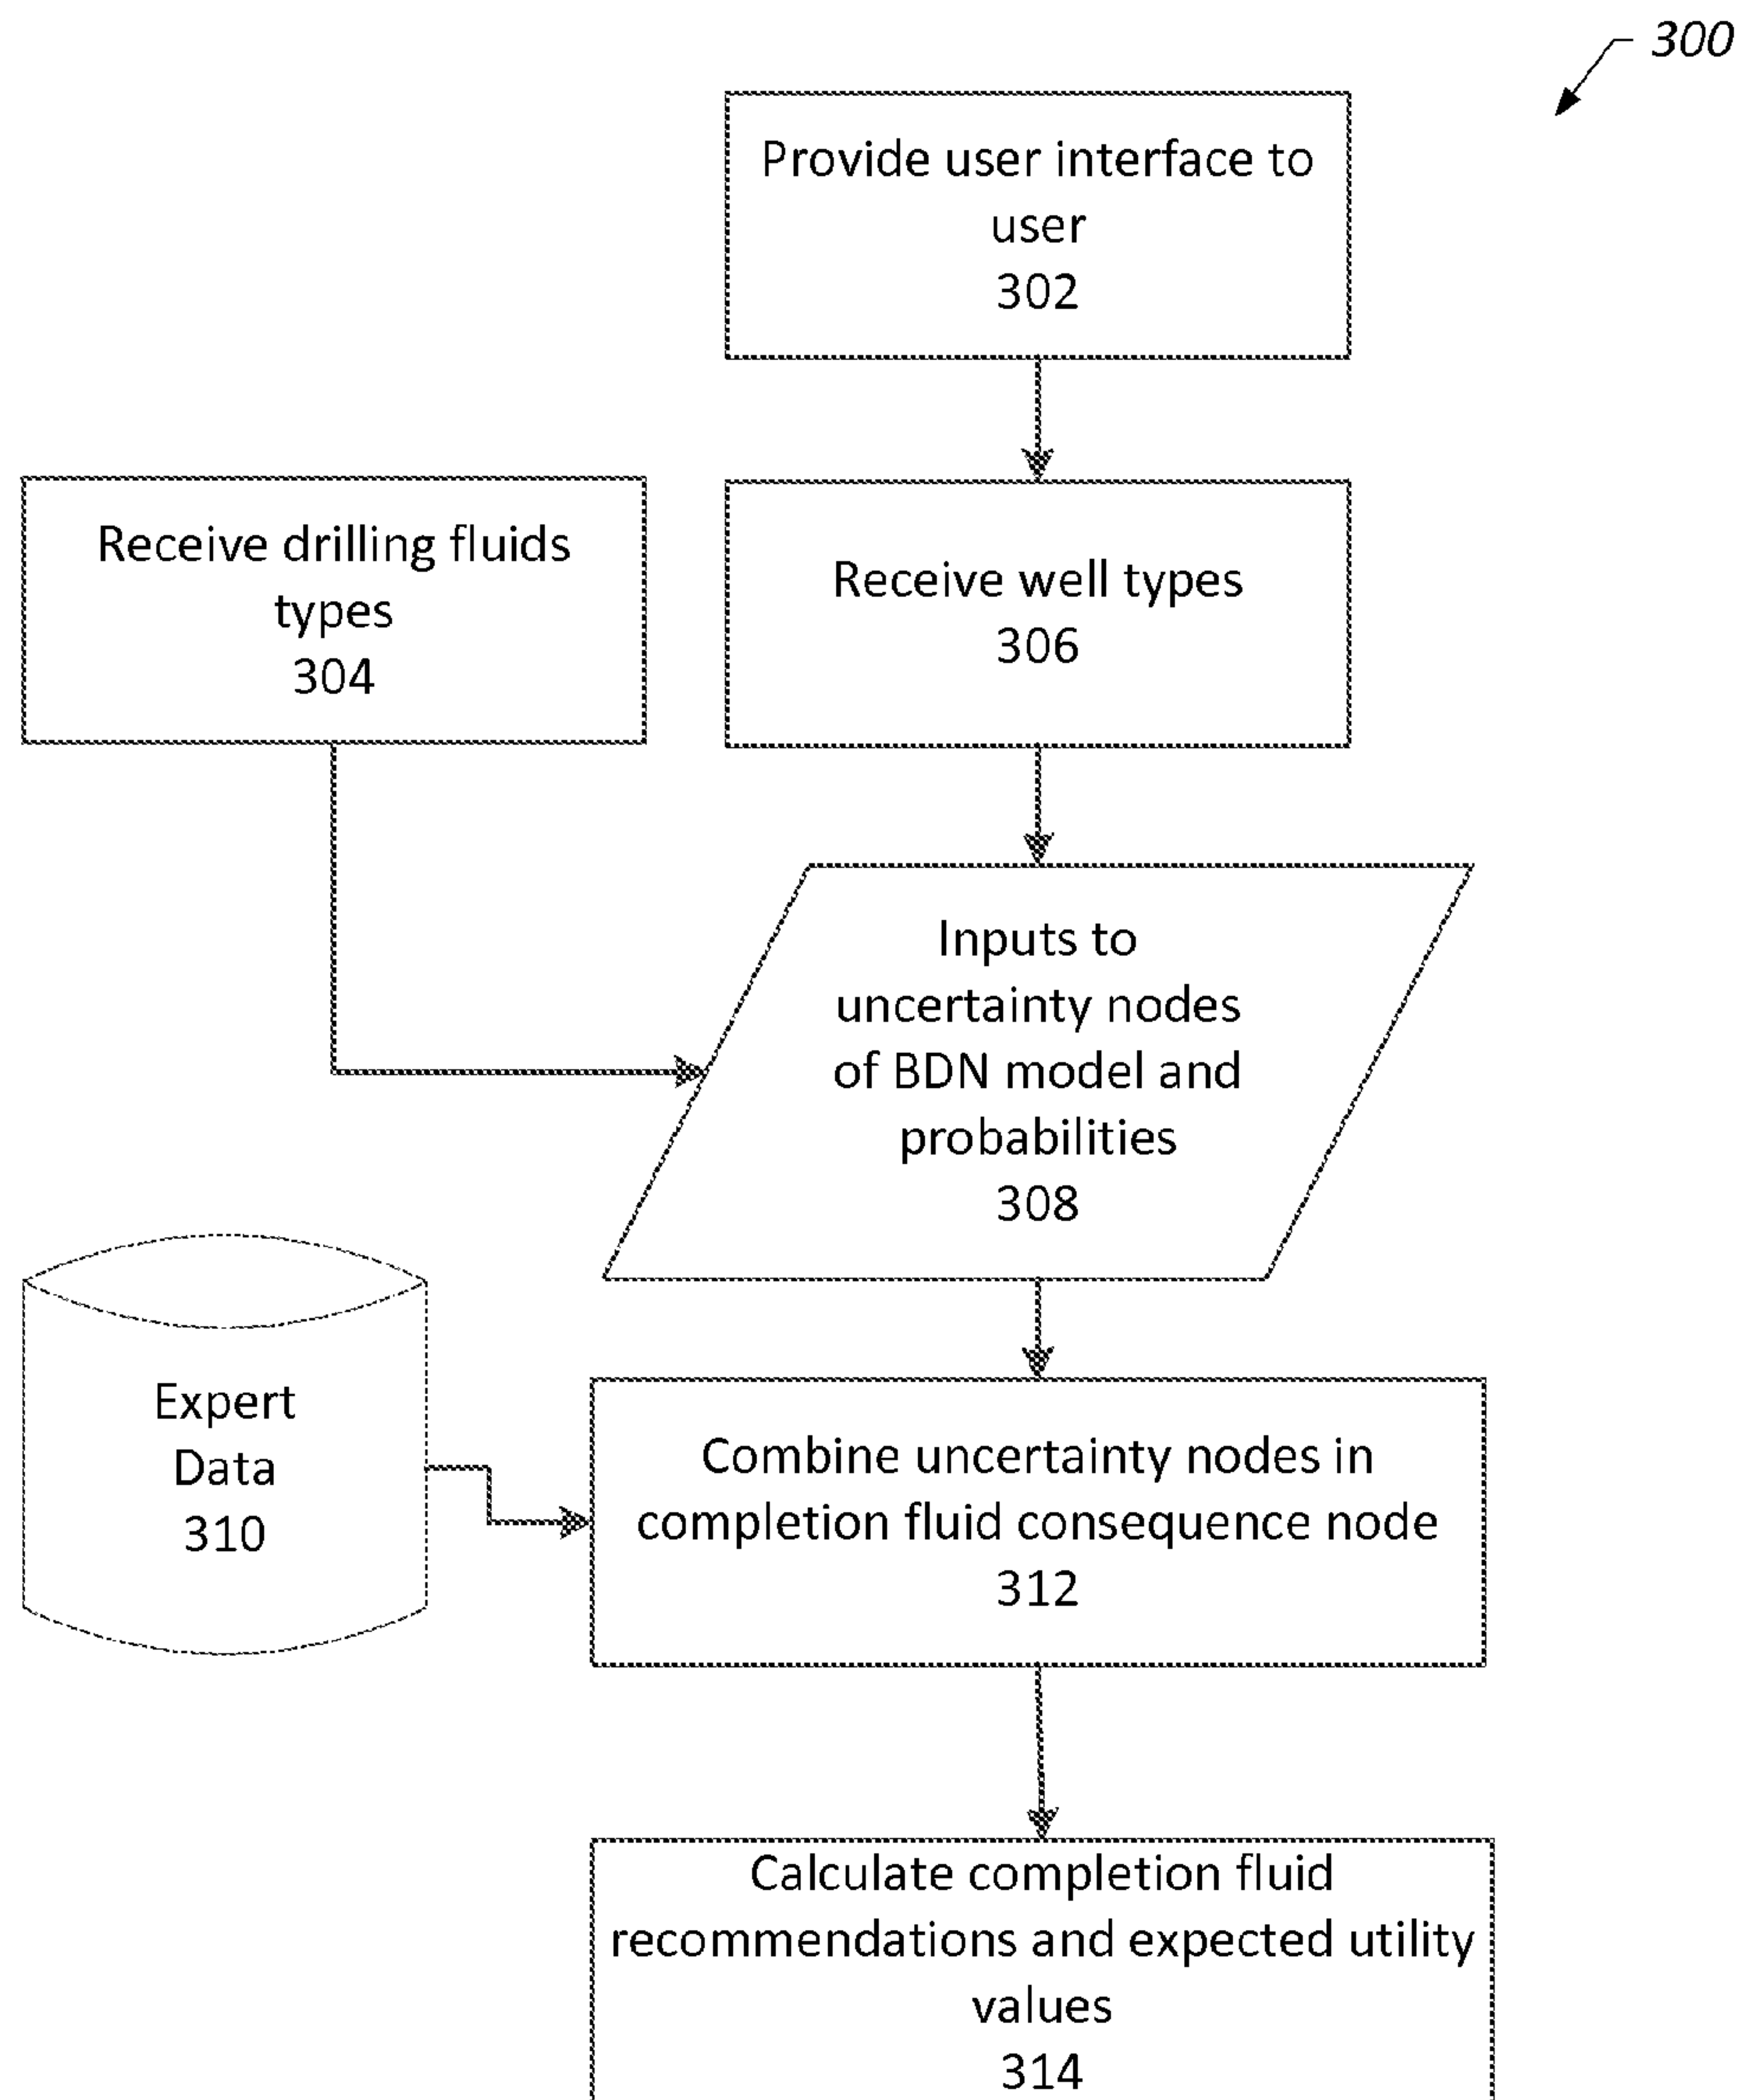 300
Provide user interface to
user
302
Receive drilling fluids
types
304
Receive well types
306
Inputs to
uncertainty nodes
of BDN model and
probabilities
308
Expert
Data
310
Combine uncertainty nodes in
completion fluid consequence node
312
Calculate completion fluid
recommendations and expected utility
values
314